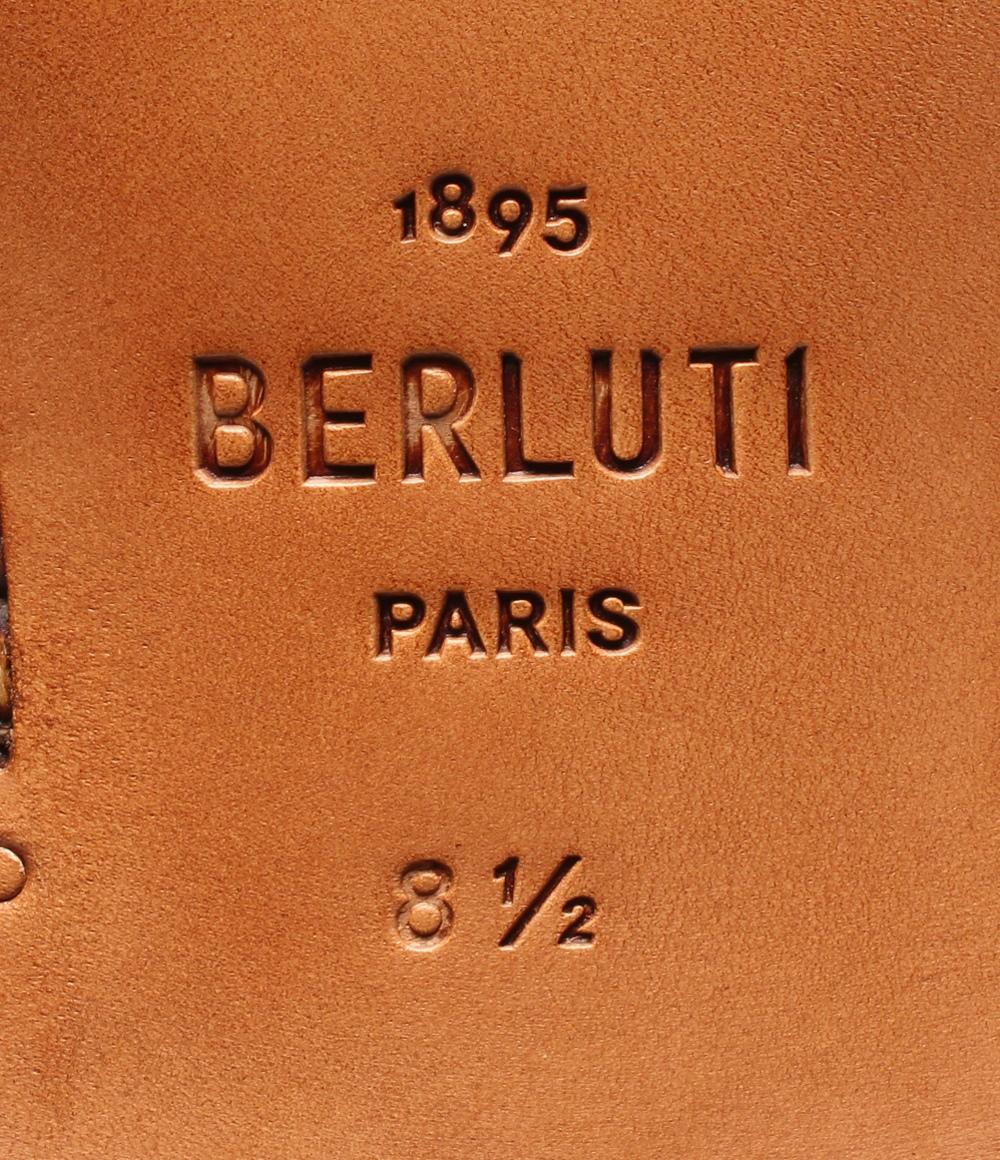 1895
BERLUTI
PARIS
8 ½